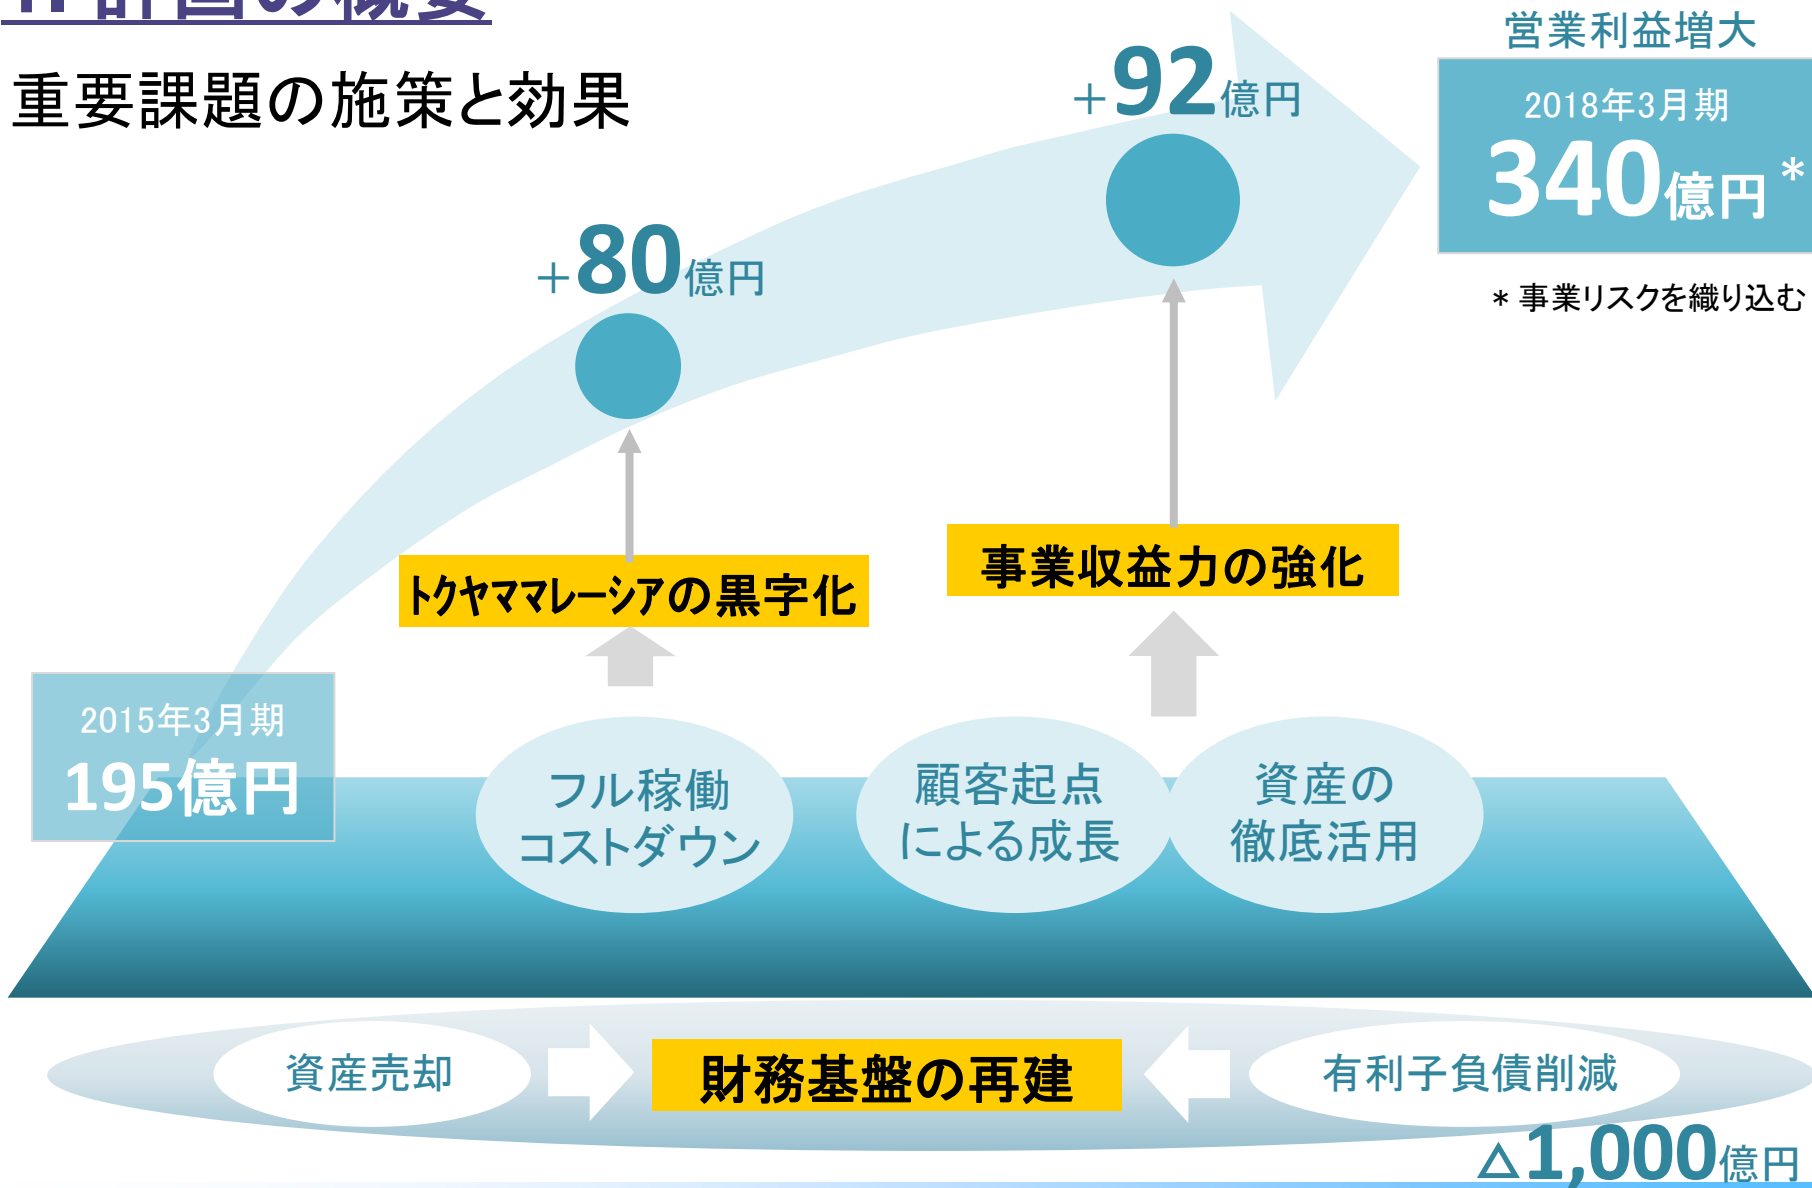 計画の概要
重要課題の施策と効果
営業利益増大
2018年3月期
340億円*
* 事業リスクを織り込む
+92億円
+80億円
トクヤママレーシアの黒字化
事業収益力の強化
2015年3月期
195億円
フル稼働
コストダウン
顧客起点
による成長
資産の
徹底活用
資産売却
財務基盤の再建
有利子負債削減
△1,000億円